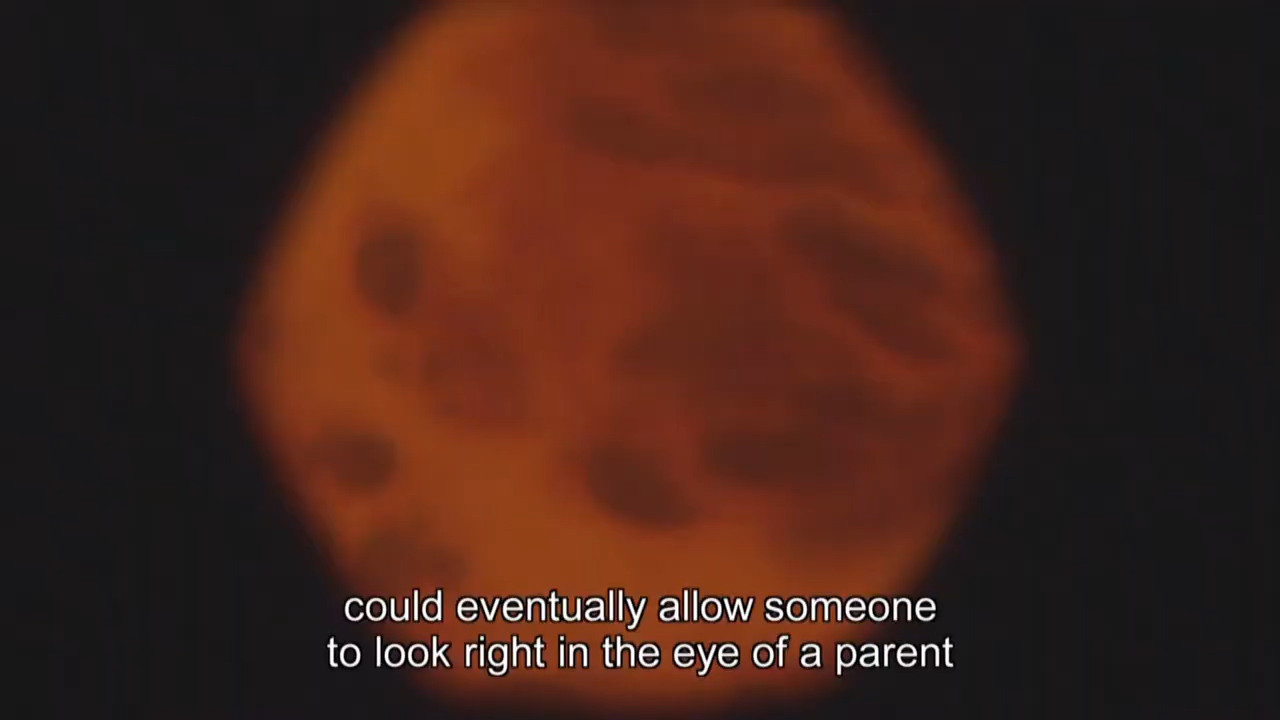 could eventually allow someone
to look right in the eye of a parent